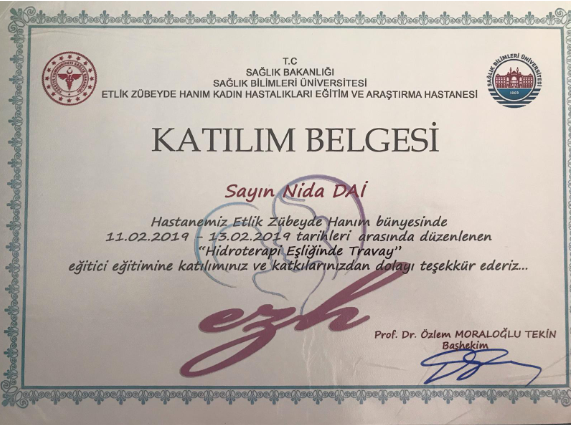 T.C
SAĞLIK BAKANLIĞI
SAĞLIK BİLİMLERİ ÜNİVERSİTESİ
ETLİK ZÜBEYDE HANIM KADIN HASTALIKLARI EĞİTİM VE ARAŞTIRMA HASTANESİ
KATILIM BELGESİ
Sayın Nida DAİ
Hastanemiz Etlik Zübeyde Hanım bünyesinde
11.02.2019 - 13.02.2019 tarihleri arasında düzenlenen
“Hidroterapi Eşliğinde Travay”
eğitici eğitimine katılımınız ve katkılarınızdan dolayı teşekkür ederiz...
ezh
Prof. Dr. Özlem MORALOĞLU TEKİN
Başhekim